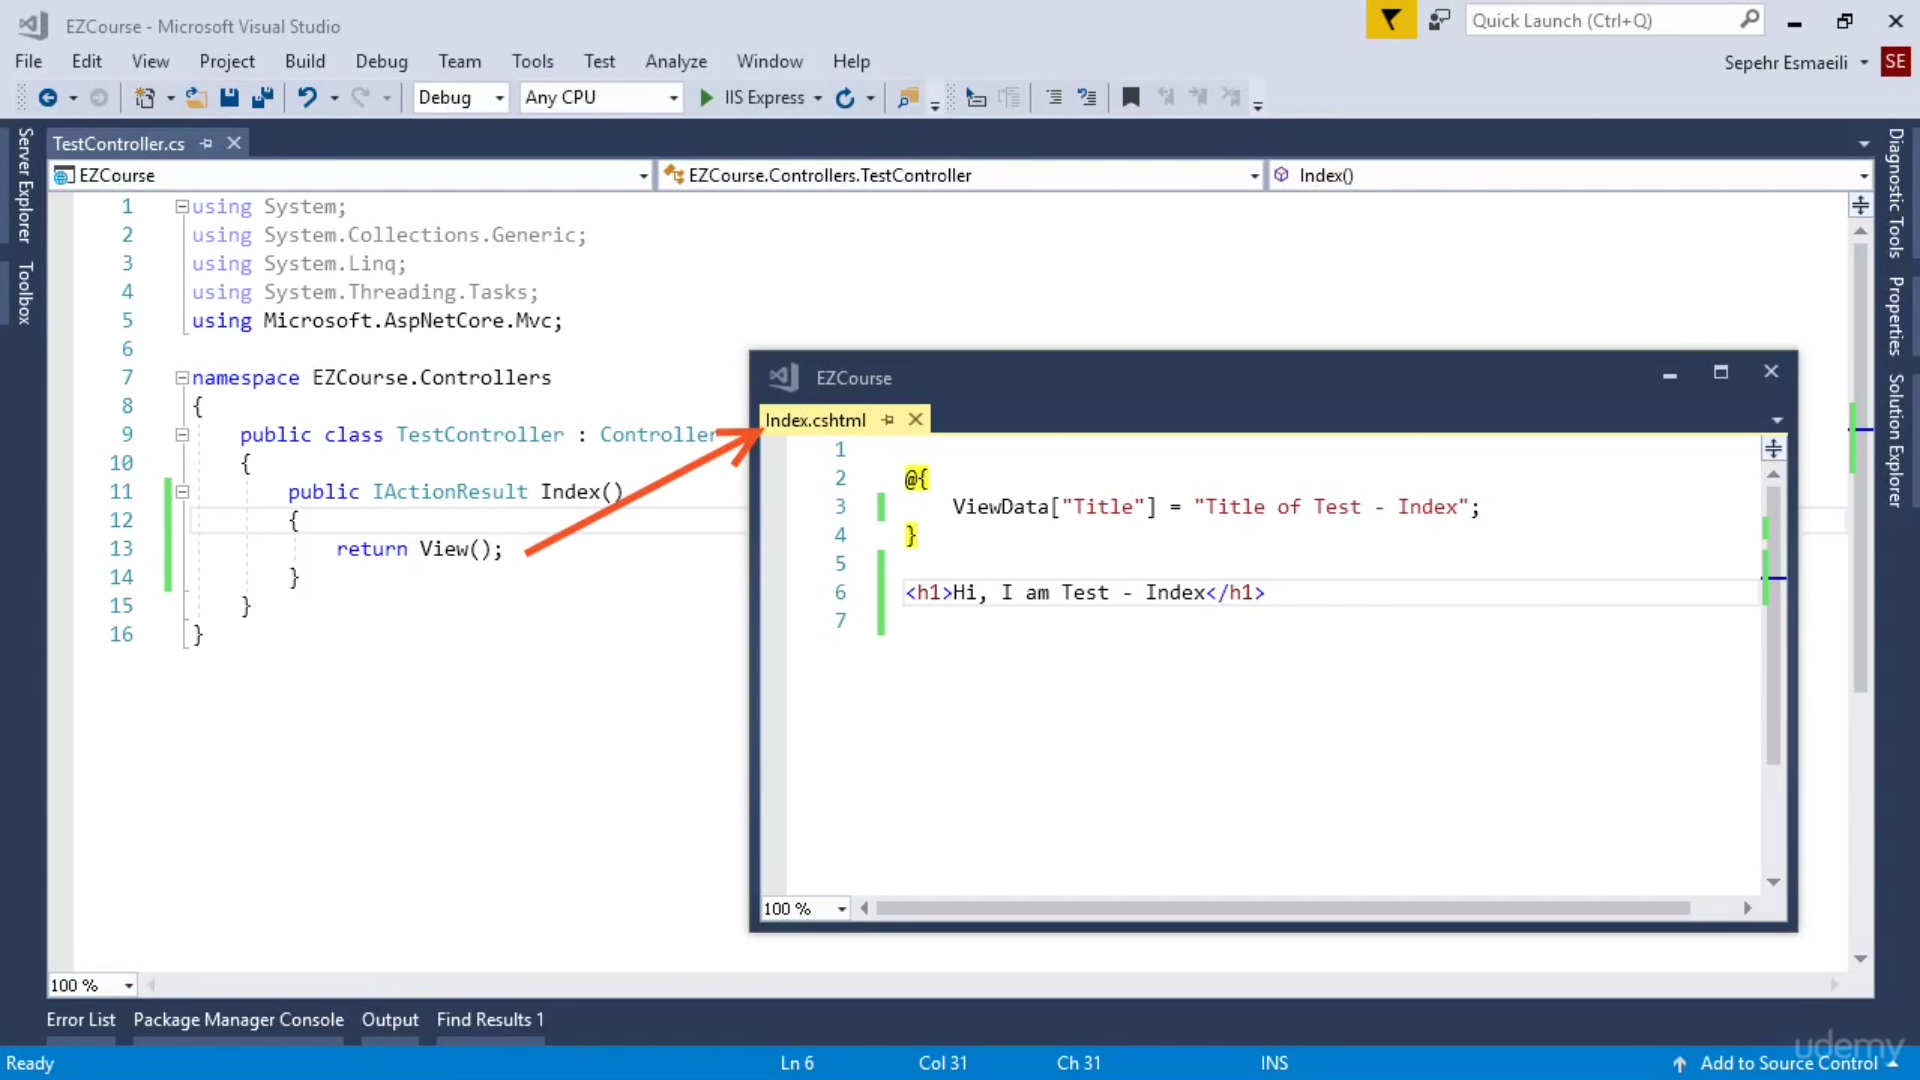 EZCourse - Microsoft Visual Studio
Quick Launch (Ctrl+Q)
File Edit View Project Build Debug Team Tools Test Analyze Window Help
Sepehr Esmaeili SE
Debug Any CPU IIS Express
Server Explorer
Toolbox
TestController.cs
EZCourse EZCourse.Controllers.TestController Index()
1 using System;
2 using System.Collections.Generic;
3 using System.Linq;
4 using System.Threading.Tasks;
5 using Microsoft.AspNetCore.Mvc;
6
7 namespace EZCourse.Controllers
8 {
9 public class TestController : Controller
10 {
11 public IActionResult Index()
12 {
13 return View();
14 }
15 }
16 }
EZCourse
Index.cshtml
1
2 @{
3 ViewData["Title"] = "Title of Test - Index";
4 }
5
6 <h1>Hi, I am Test - Index</h1>
7
100 %
100 %
Diagnostic Tools
Properties
Solution Explorer
Error List Package Manager Console Output Find Results 1
Ready Ln 6 Col 31 Ch 31 INS Add to Source Control
udemy